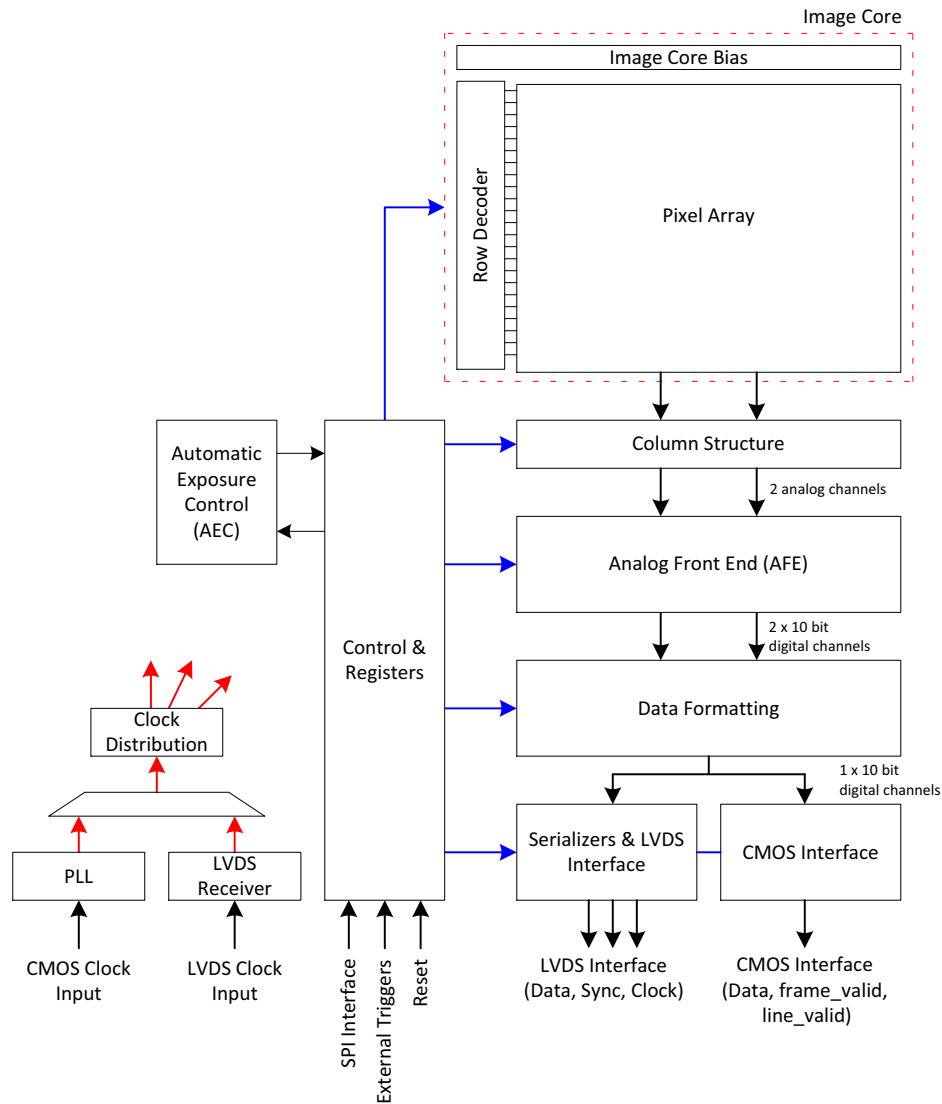 Image Core
Image Core Bias
Row Decoder
Pixel Array
Column Structure
2 analog channels
Automatic
Exposure
Control
(AEC)
Analog Front End (AFE)
2 x 10 bit
digital channels
Control &
Registers
Data Formatting
Clock
Distribution
1 x 10 bit
digital channels
Serializers & LVDS
Interface
CMOS Interface
PLL
LVDS
Receiver
CMOS Clock
Input
LVDS Clock
Input
SPI Interface
External Triggers
Reset
LVDS Interface
(Data, Sync, Clock)
CMOS Interface
(Data, frame_valid,
line_valid)